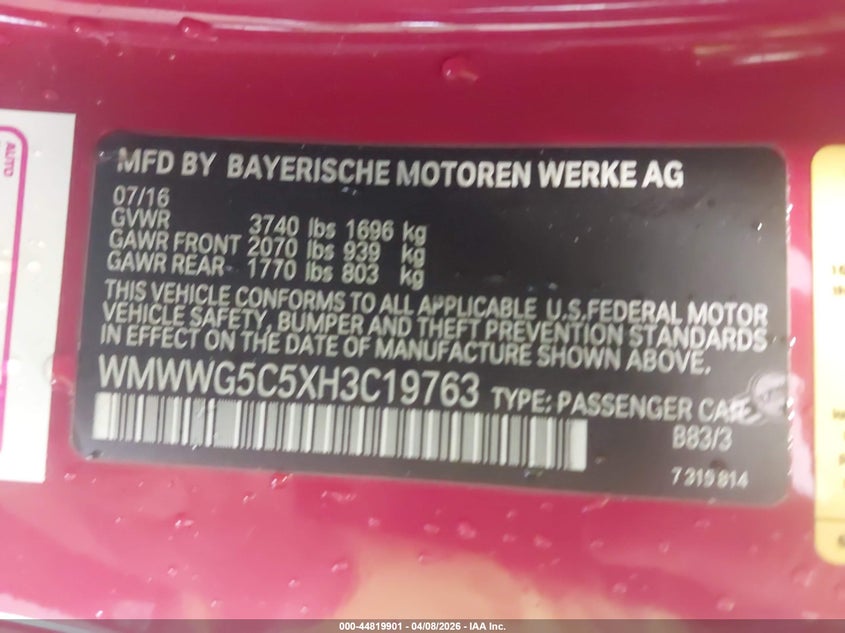 AUTO
MFD BY BAYERISCHE MOTOREN WERKE AG
07/16
GVWR 3740 lbs 1696 kg
GAWR FRONT 2070 lbs 939 kg
GAWR REAR 1770 lbs 803 kg
THIS VEHICLE CONFORMS TO ALL APPLICABLE U.S.FEDERAL MOTOR
VEHICLE SAFETY, BUMPER AND THEFT PREVENTION STANDARDS
IN EFFECT ON THE DATE OF MANUFACTURE SHOWN ABOVE.
WMWWG5C5XH3C19763 TYPE: PASSENGER CAR
B83/3
7 319 814
000-44819901 - 04/08/2026 - IAA Inc.